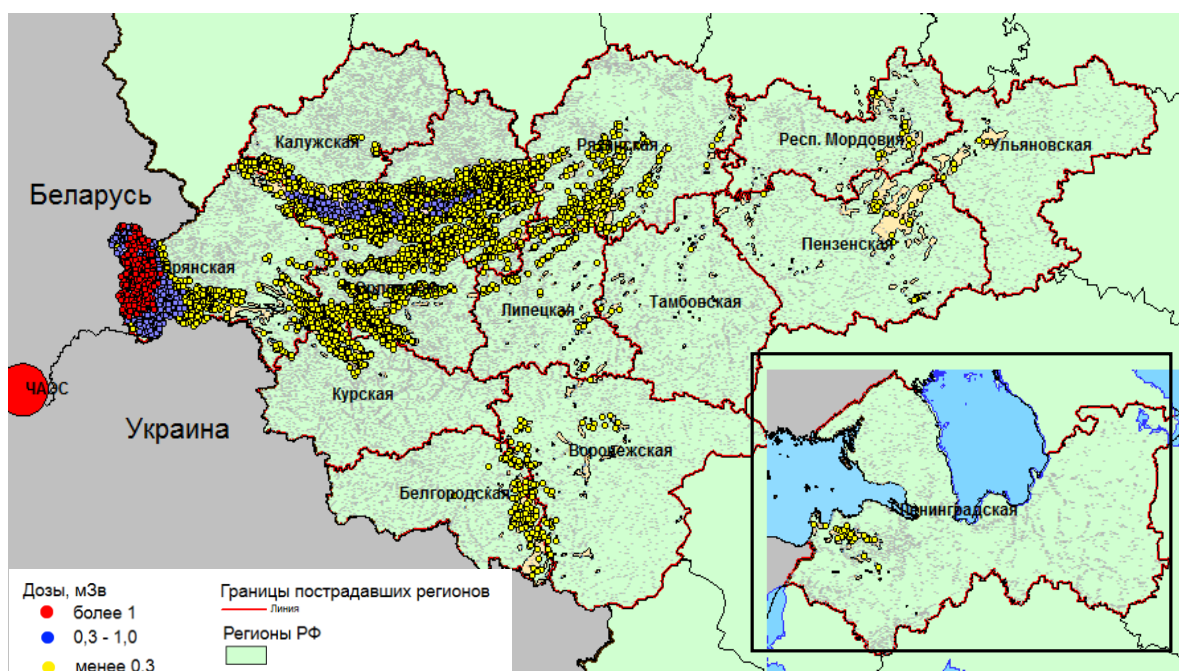 Калужская
Рязанская
Респ. Мордовия
Ульяновская
Беларусь
Брянская
Пензенская
Липецкая
Тамбовская
ЧАЭС
Курская
Украина
Воронежская
Белгородская
Ленинградская
Дозы, мЗв
более 1
0,3 - 1,0
менее 0,3
Границы пострадавших регионов
Линия
Регионы РФ